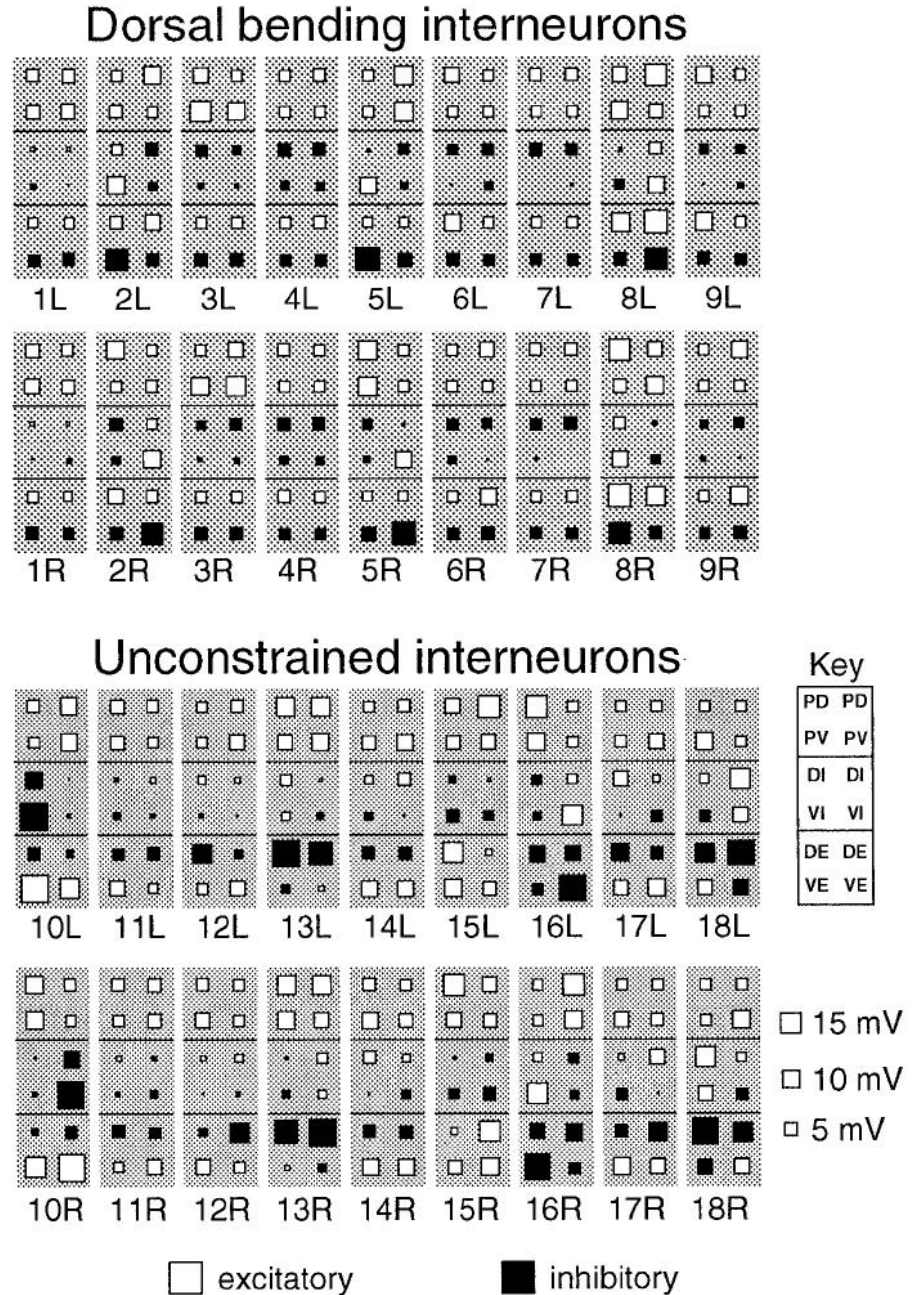 Dorsal bending interneurons
1L 2L 3L 4L 5L 6L 7L 8L 9L
1R 2R 3R 4R 5R 6R 7R 8R 9R
Unconstrained interneurons
Key
PD PD
PV PV
DI DI
VI VI
DE DE
VE VE
10L 11L 12L 13L 14L 15L 16L 17L 18L
15 mV
10 mV
5 mV
10R 11R 12R 13R 14R 15R 16R 17R 18R
excitatory inhibitory